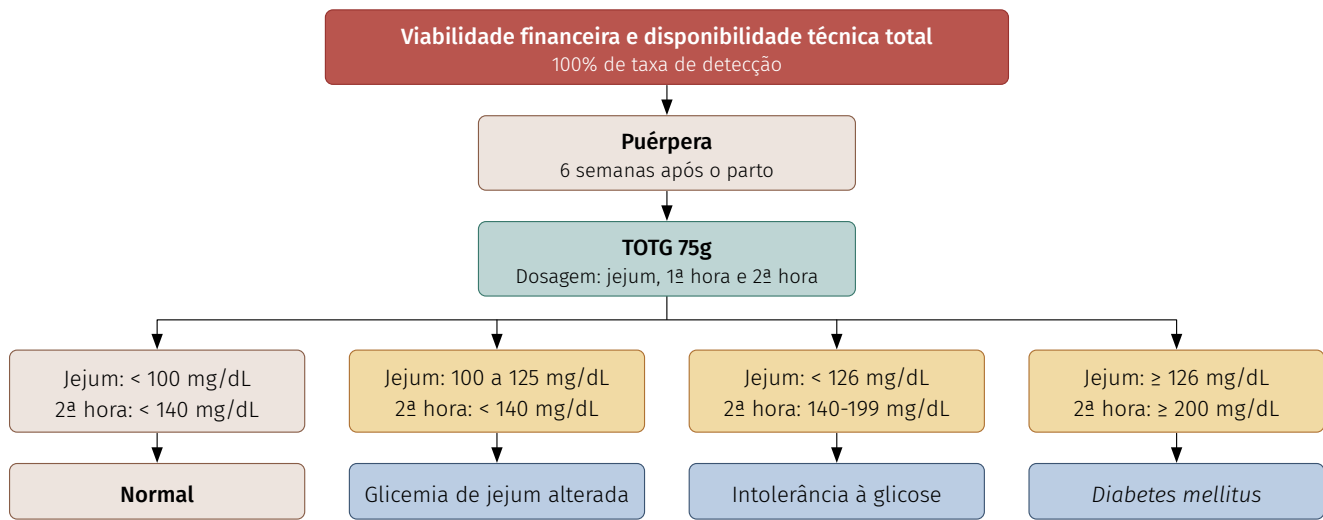 Viabilidade financeira e disponibilidade técnica total
100% de taxa de detecção
Puérpera
6 semanas após o parto
TOTG 75g
Dosagem: jejum, 1ª hora e 2ª hora
Jejum: < 100 mg/dL
2ª hora: < 140 mg/dL
Jejum: 100 a 125 mg/dL
2ª hora: < 140 mg/dL
Jejum: < 126 mg/dL
2ª hora: 140-199 mg/dL
Jejum: ≥ 126 mg/dL
2ª hora: ≥ 200 mg/dL
Normal
Glicemia de jejum alterada
Intolerância à glicose
Diabetes mellitus